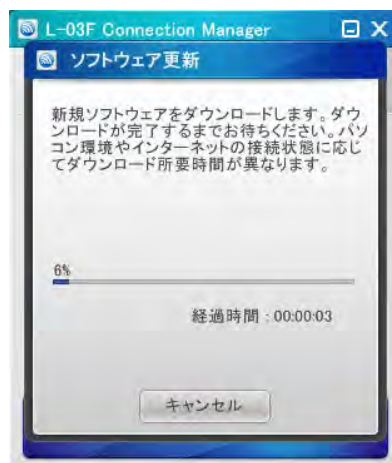 L-03F Connection Manager
ソフトウェア更新
新規ソフトウェアをダウンロードします。ダウ
ンロードが完了するまでお待ちください。パソ
コン環境やインターネットの接続状態に応じ
てダウンロード所要時間が異なります。
6%
経過時間 : 00:00:03
キャンセル